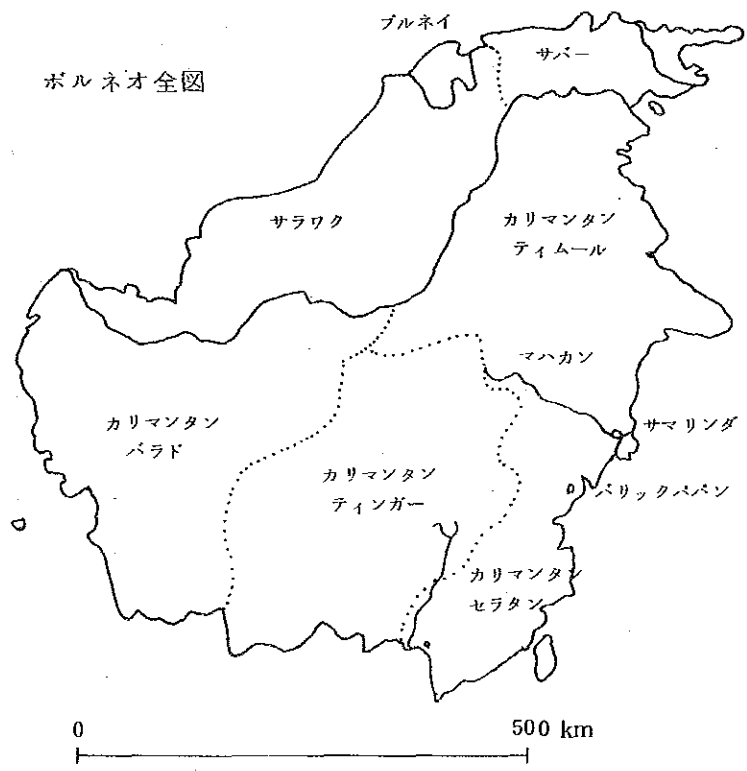 ブルネイ
サバー
ボルネオ全図
サラワク
カリマンタン
ティムール
マハカン
カリマンタン
バラド
サマリンダ
カリマンタン
ティンガー
バリックパパン
カリマンタン
セラタン
0
500 km